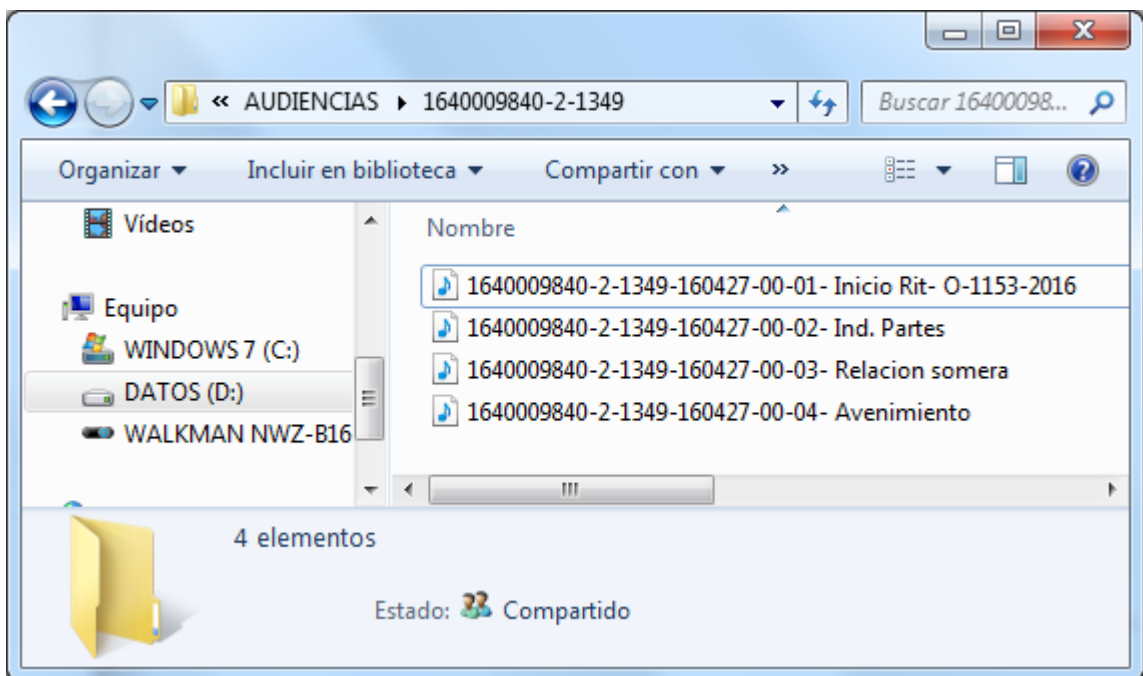 « AUDIENCIAS ▸ 1640009840-2-1349
Buscar 16400098...
Organizar Incluir en biblioteca Compartir con »
Vídeos
Equipo
WINDOWS 7 (C:)
DATOS (D:)
WALKMAN NWZ-B16
Nombre
1640009840-2-1349-160427-00-01- Inicio Rit- O-1153-2016
1640009840-2-1349-160427-00-02- Ind. Partes
1640009840-2-1349-160427-00-03- Relacion somera
1640009840-2-1349-160427-00-04- Avenimiento
4 elementos
Estado: Compartido